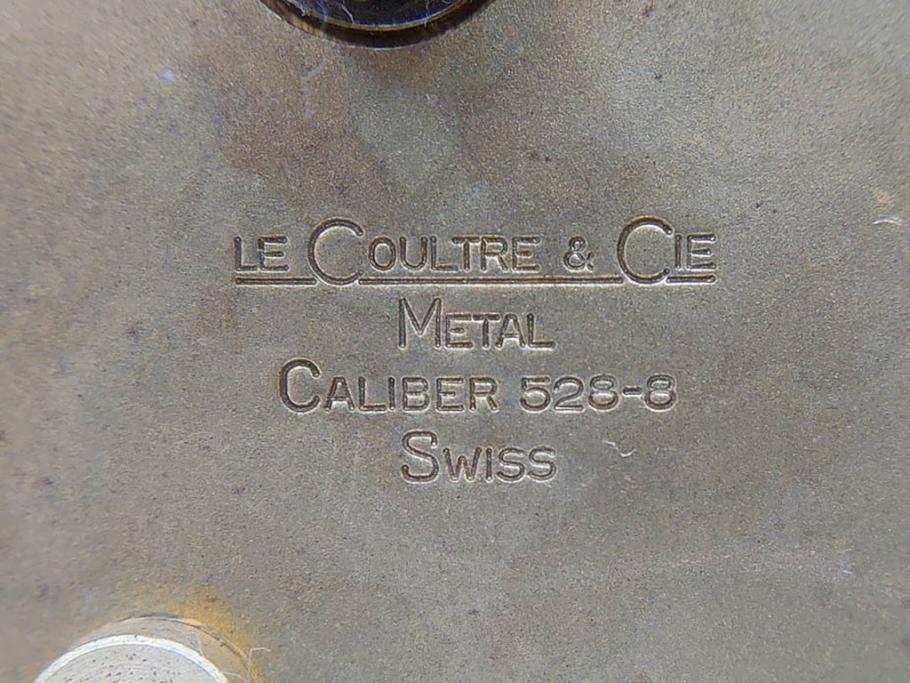 LE COULTRE & CIE
METAL
CALIBER 528-8
SWISS